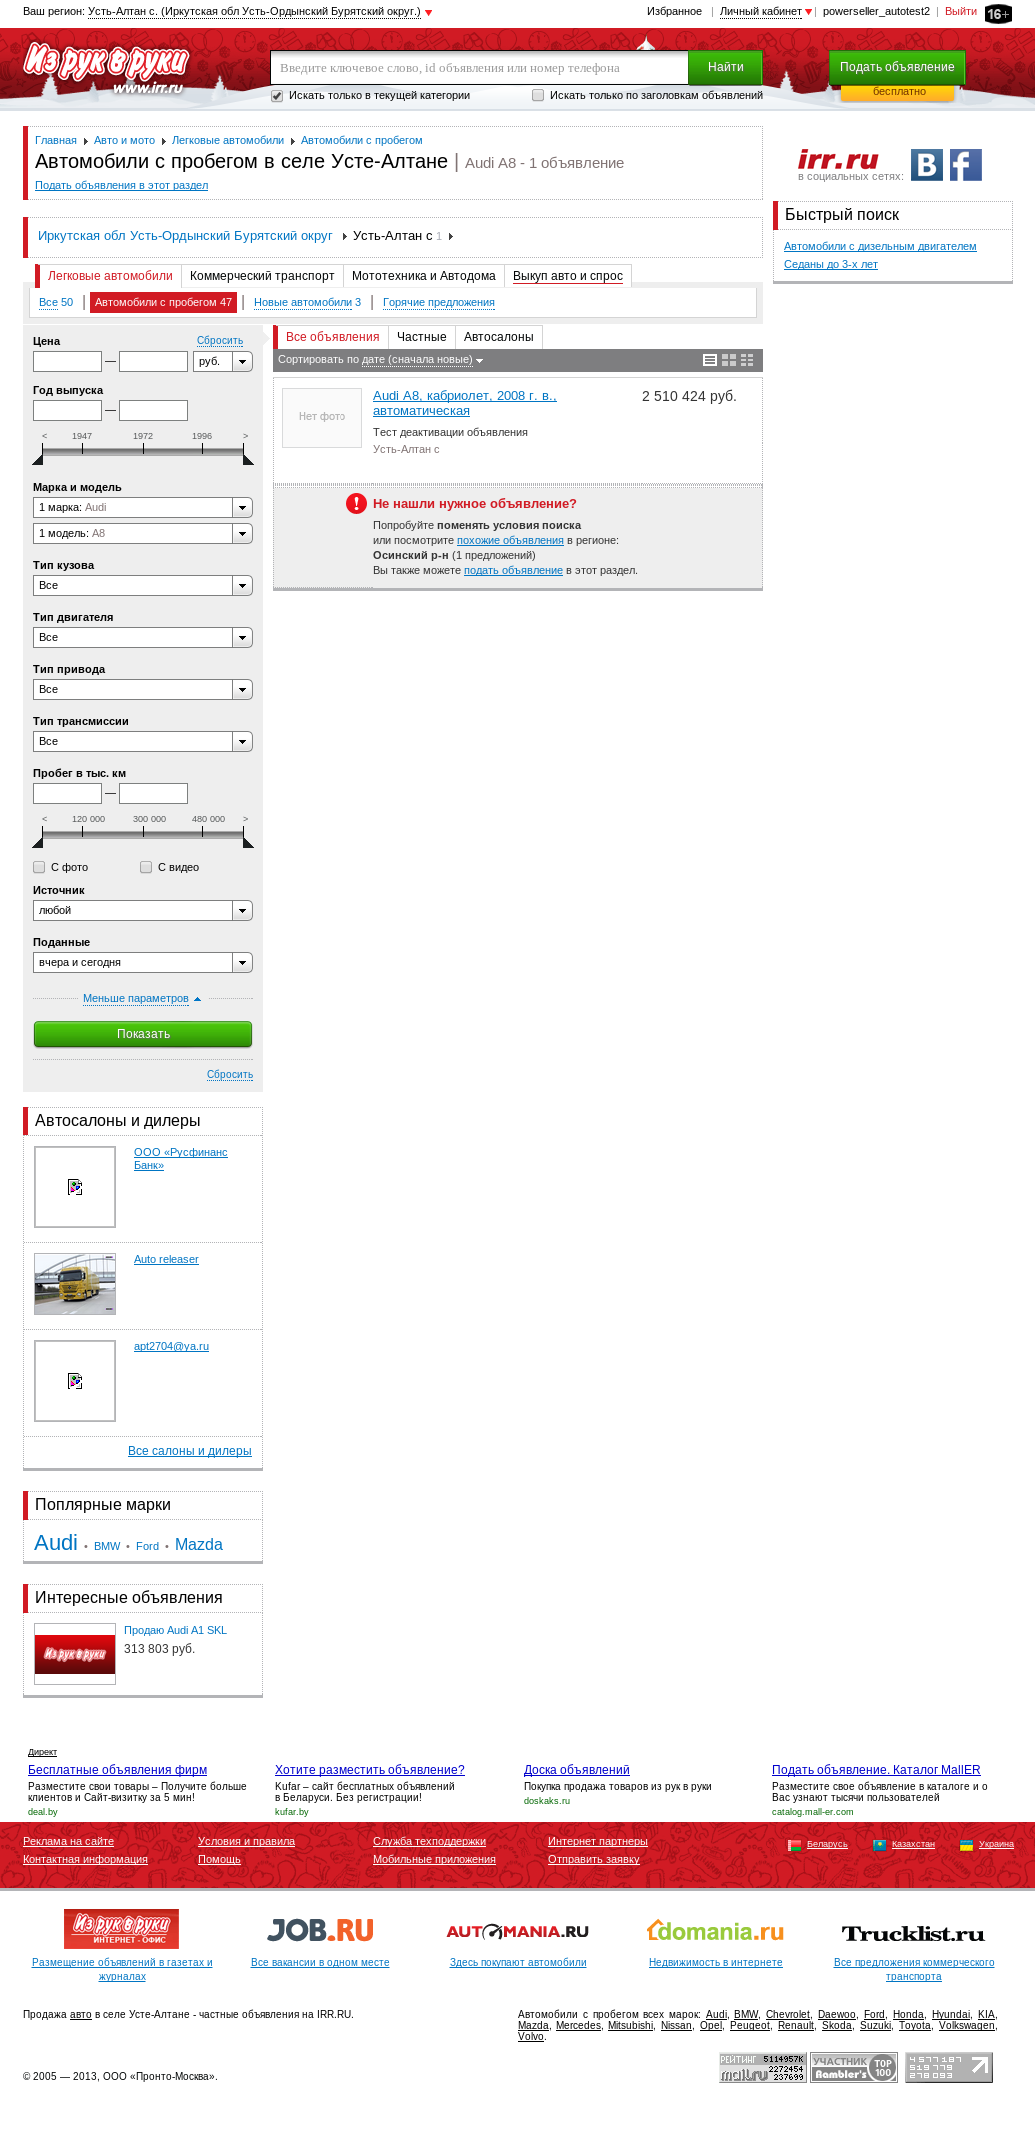 Ваш регион: Усть-Алтан с. (Иркутская обл Усть-Ордынский Бурятский округ.)
Избранное | Личный кабинет | powerseller_autotest2 | Выйти 16+
Из рук в руки
www.irr.ru
Введите ключевое слово, id объявления или номер телефона
Найти
Подать объявление
бесплатно
Искать только в текущей категории
Искать только по заголовкам объявлений
Главная Авто и мото Легковые автомобили Автомобили с пробегом
Автомобили с пробегом в селе Усте-Алтане | Audi A8 - 1 объявление
Подать объявления в этот раздел
irr.ru
в социальных сетях:
B f
Быстрый поиск
Автомобили с дизельным двигателем
Седаны до 3-х лет
Иркутская обл Усть-Ордынский Бурятский округ Усть-Алтан с 1
Легковые автомобили Коммерческий транспорт Мототехника и Автодома Выкуп авто и спрос
Все 50 | Автомобили с пробегом 47 | Новые автомобили 3 | Горячие предложения
Цена Сбросить
— руб.
Год выпуска
—
< 1947 1972 1996 >
Марка и модель
1 марка: Audi
1 модель: A8
Тип кузова
Все
Тип двигателя
Все
Тип привода
Все
Тип трансмиссии
Все
Пробег в тыс. км
—
< 120 000 300 000 480 000 >
С фото С видео
Источник
любой
Поданные
вчера и сегодня
Меньше параметров
Показать
Сбросить
Все объявления Частные Автосалоны
Сортировать по дате (сначала новые)
Нет фото
Audi A8, кабриолет, 2008 г. в.,
автоматическая
2 510 424 руб.
Тест деактивации объявления
Усть-Алтан с
Не нашли нужное объявление?
Попробуйте поменять условия поиска
или посмотрите похожие объявления в регионе:
Осинский р-н (1 предложений)
Вы также можете подать объявление в этот раздел.
Автосалоны и дилеры
ООО «Русфинанс
Банк»
Auto releaser
apt2704@ya.ru
Все салоны и дилеры
Поплярные марки
Audi • BMW • Ford • Mazda
Интересные объявления
Из рук в руки
Продаю Audi A1 SKL
313 803 руб.
Директ
Бесплатные объявления фирм
Разместите свои товары – Получите больше
клиентов и Сайт-визитку за 5 мин!
deal.by
Хотите разместить объявление?
Kufar – сайт бесплатных объявлений
в Беларуси. Без регистрации!
kufar.by
Доска объявлений
Покупка продажа товаров из рук в руки
doskaks.ru
Подать объявление. Каталог MallER
Разместите свое объявление в каталоге и о
Вас узнают тысячи пользователей
catalog.mall-er.com
Реклама на сайте Условия и правила Служба техподдержки Интернет партнеры
Контактная информация Помощь Мобильные приложения Отправить заявку
Беларусь Казахстан Украина
Из рук в руки
ИНТЕРНЕТ - ОФИС
Размещение объявлений в газетах и
журналах
JOB.RU
Все вакансии в одном месте
AUTOMANIA.RU
Здесь покупают автомобили
domania.ru
Недвижимость в интернете
Trucklist.ru
Все предложения коммерческого
транспорта
Продажа авто в селе Усте-Алтане - частные объявления на IRR.RU.
Автомобили с пробегом всех марок: Audi, BMW, Chevrolet, Daewoo, Ford, Honda, Hyundai, KIA,
Mazda, Mercedes, Mitsubishi, Nissan, Opel, Peugeot, Renault, Skoda, Suzuki, Toyota, Volkswagen,
Volvo.
© 2005 — 2013, ООО «Пронто-Москва».
РЕЙТИНГ 5114957K
mail.ru 2272454
237699
УЧАСТНИК
Rambler's TOP 100
4577187
519779
278093